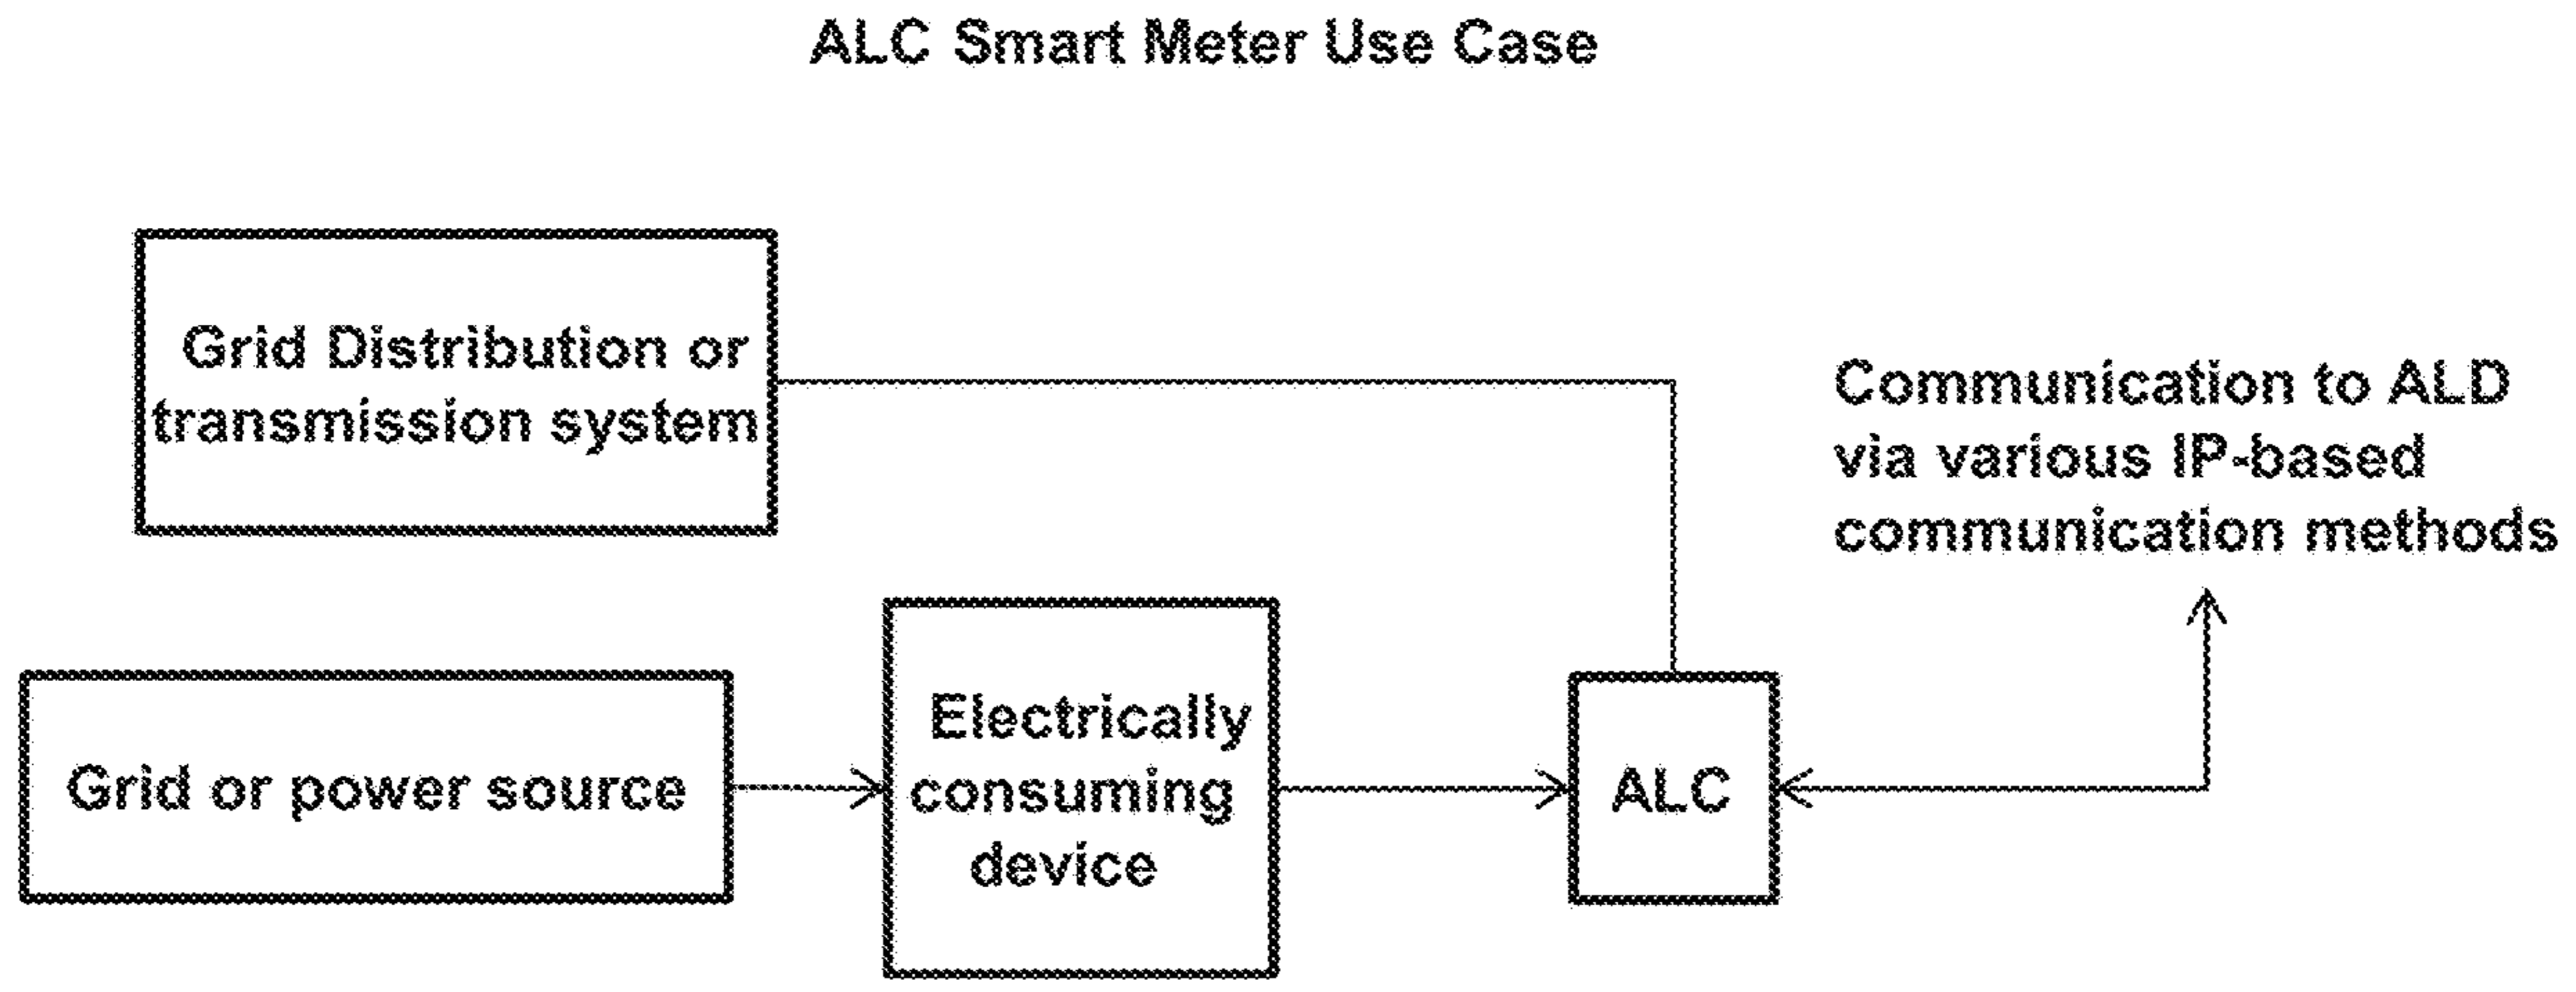 ALC Smart Meter Use Case
Grid Distribution or
transmission system
Communication to ALD
via various IP-based
communication methods
Grid or power source
Electrically
consuming
device
ALC